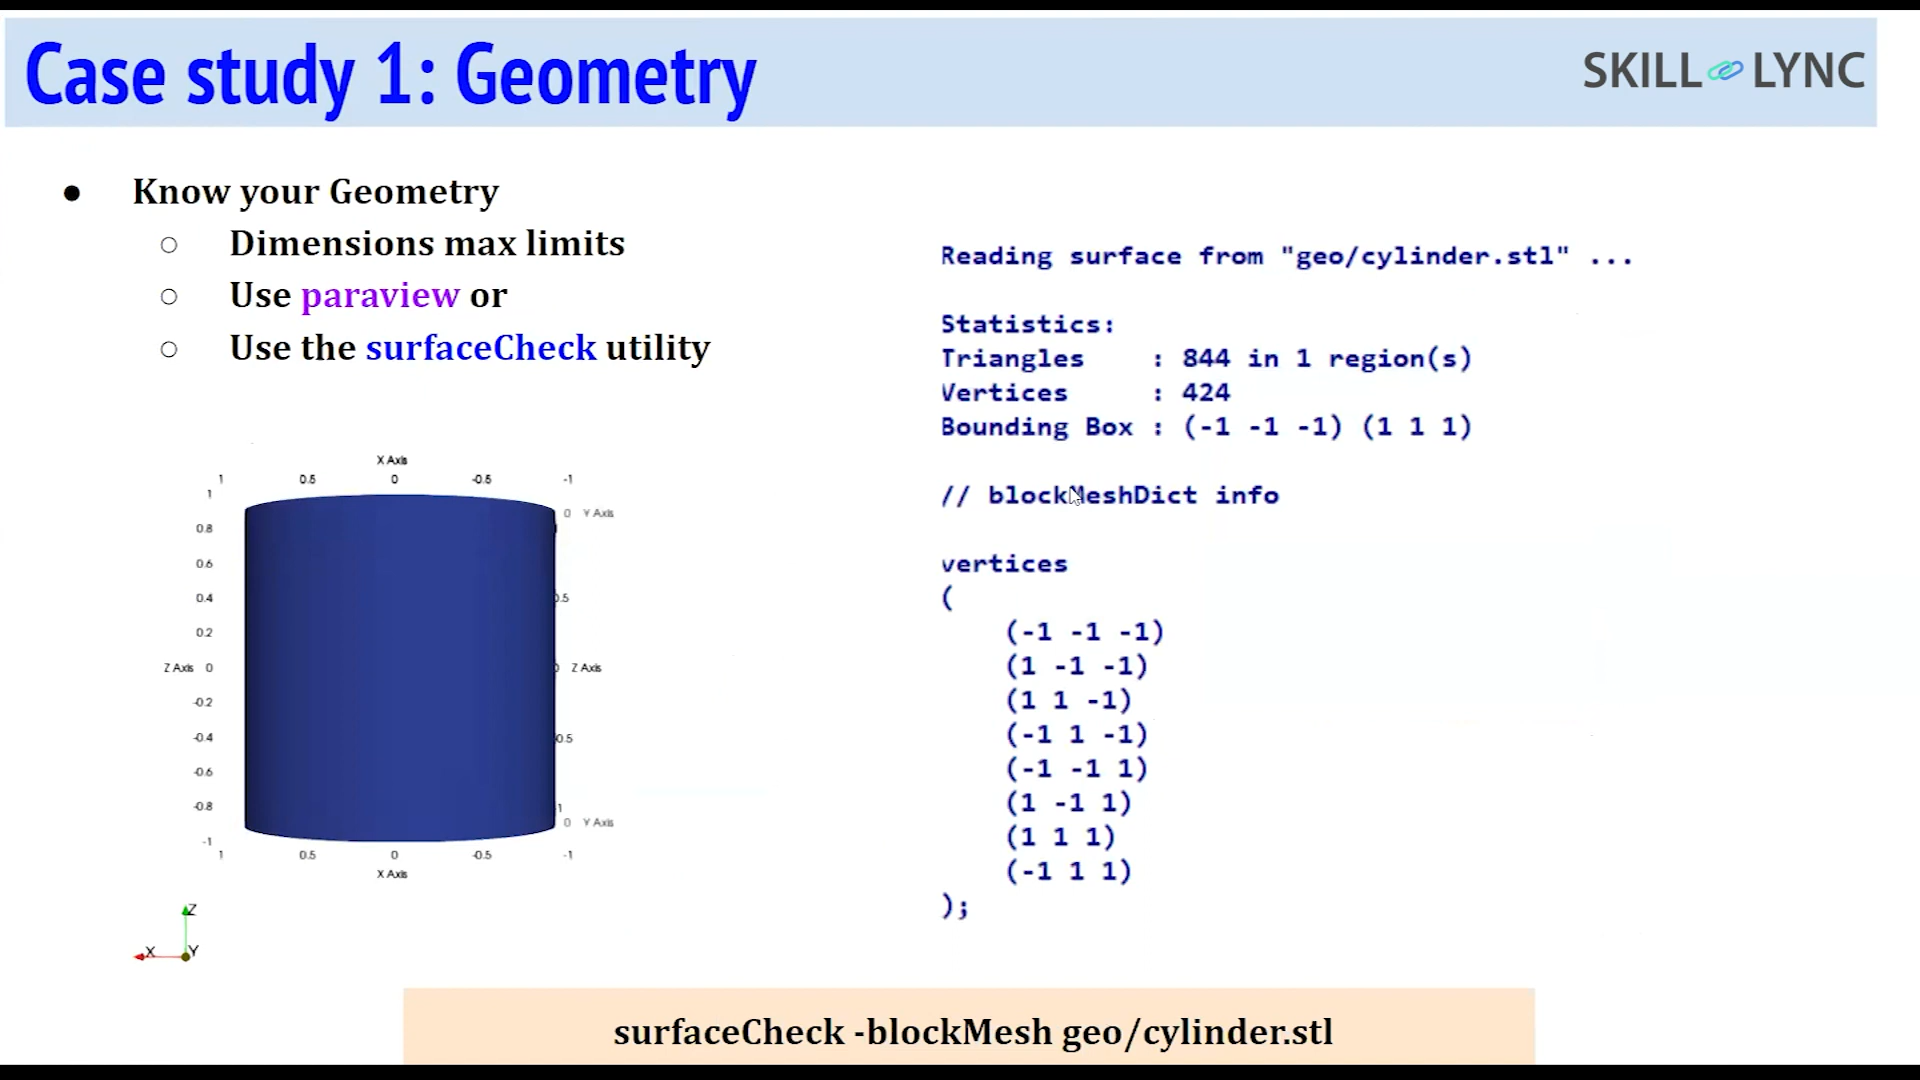 Case study 1: Geometry
SKILL LYNC
● Know your Geometry
○ Dimensions max limits
○ Use paraview or
○ Use the surfaceCheck utility
Reading surface from "geo/cylinder.stl" ...
Statistics:
Triangles : 844 in 1 region(s)
Vertices : 424
Bounding Box : (-1 -1 -1) (1 1 1)
// blockMeshDict info
vertices
(
(-1 -1 -1)
(1 -1 -1)
(1 1 -1)
(-1 1 -1)
(-1 -1 1)
(1 -1 1)
(1 1 1)
(-1 1 1)
);
X Axis
1 0.5 0 -0.5 -1
1
0 Y Axis
0.8
0.6
0.4
0.5
0.2
Z Axis 0
0 Z Axis
-0.2
-0.4
0.5
-0.6
-0.8
-1
0 Y Axis
-1
1 0.5 0 -0.5 -1
X Axis
Z
X Y
surfaceCheck -blockMesh geo/cylinder.stl